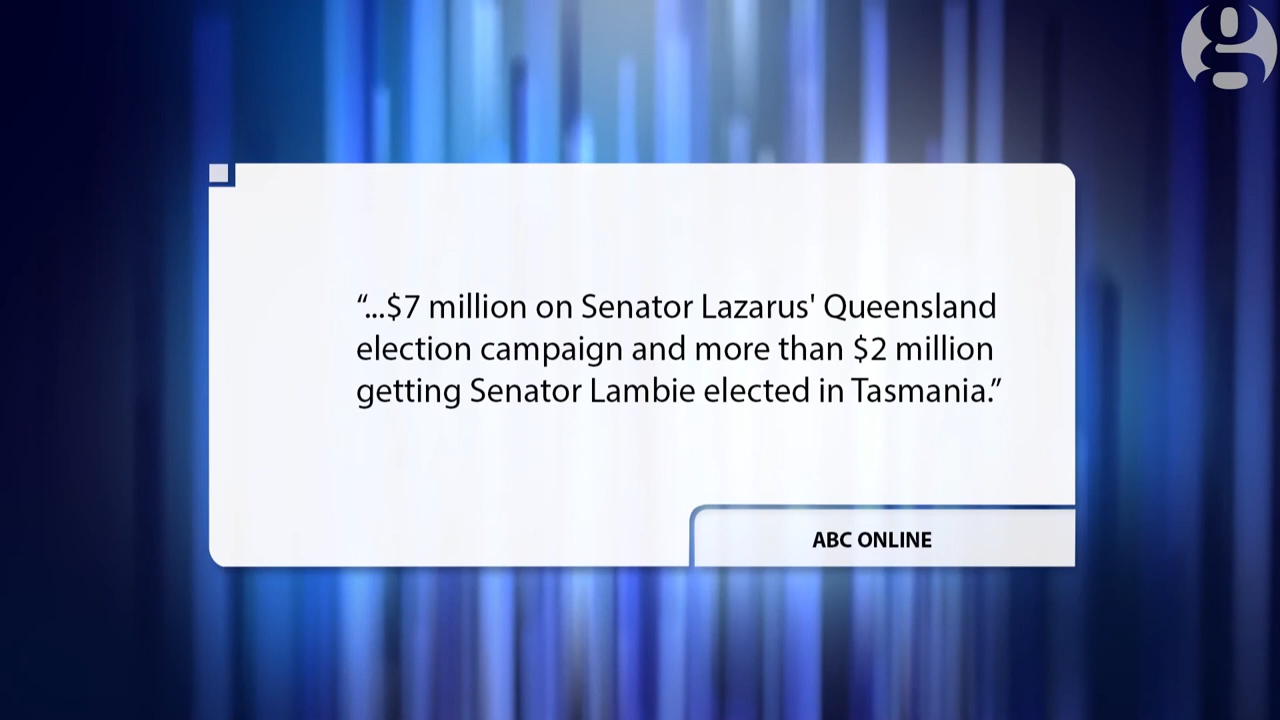 “...$7 million on Senator Lazarus' Queensland
election campaign and more than $2 million
getting Senator Lambie elected in Tasmania.”
ABC ONLINE
g